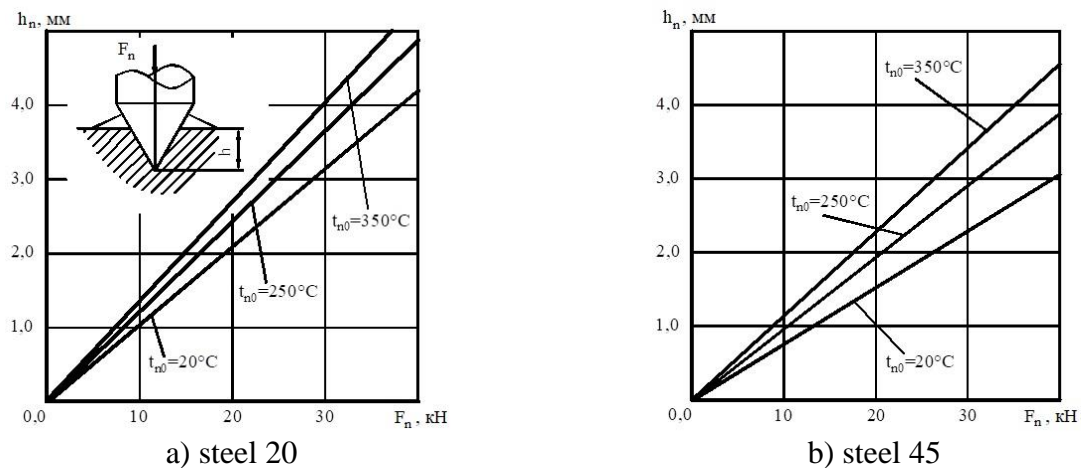 hₙ, мм
Fₙ
h
4.0
3.0
2.0
1.0
0,0
10
20
30
Fₙ, кН
tₙ₀=350°C
tₙ₀=250°C
tₙ₀=20°C
a) steel 20
hₙ, мм
4.0
3.0
2.0
1.0
0.0
10
20
30
Fₙ, кН
tₙ₀=350°C
tₙ₀=250°C
tₙ₀=20°C
b) steel 45